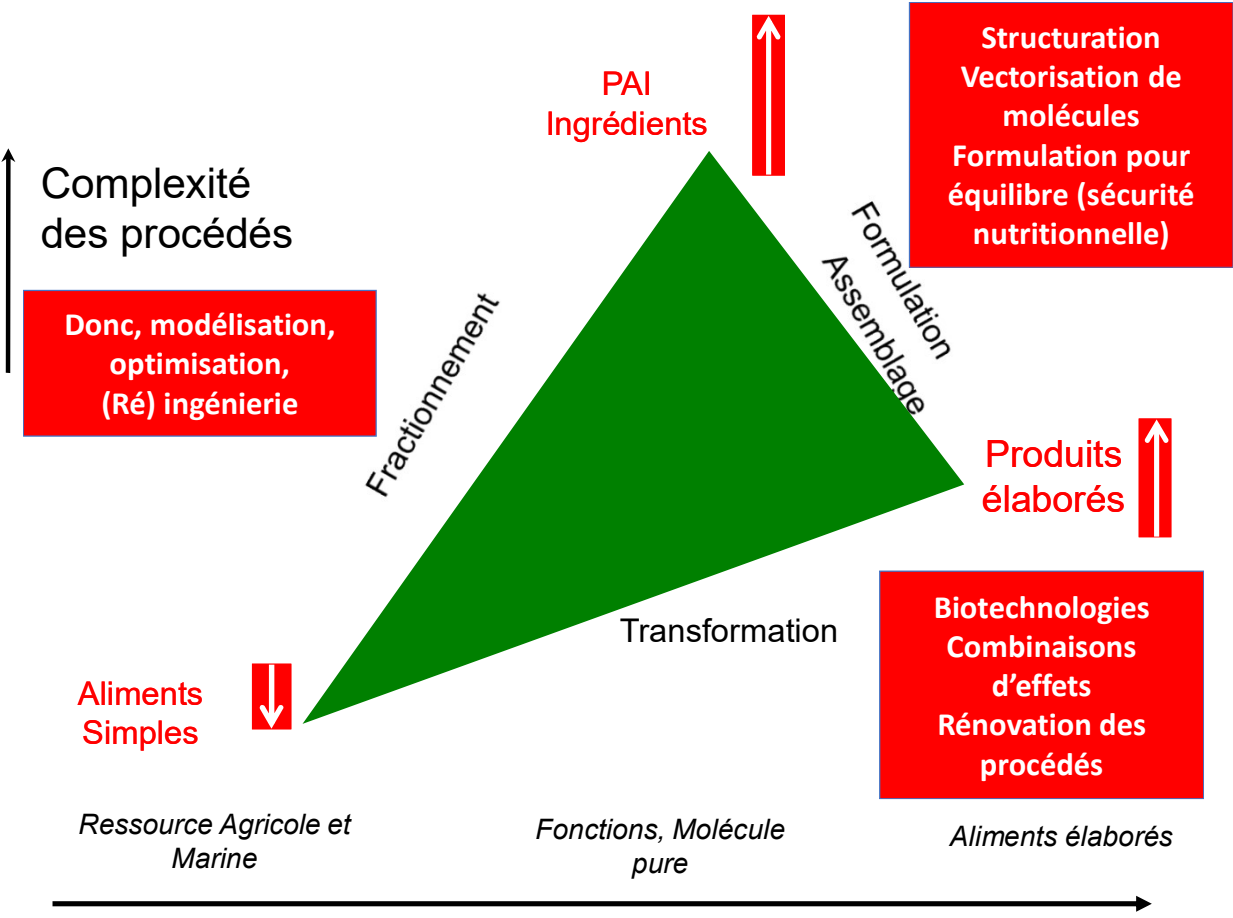 PAI
Ingrédients
Structuration
Vectorisation de
molécules
Formulation pour
équilibre (sécurité
nutritionnelle)
Complexité
des procédés
Donc, modélisation,
optimisation,
(Ré) ingénierie
Fractionnement
Formulation
Assemblage
Produits
élaborés
Transformation
Biotechnologies
Combinaisons
d’effets
Rénovation des
procédés
Aliments
Simples
Ressource Agricole et
Marine
Fonctions, Molécule
pure
Aliments élaborés